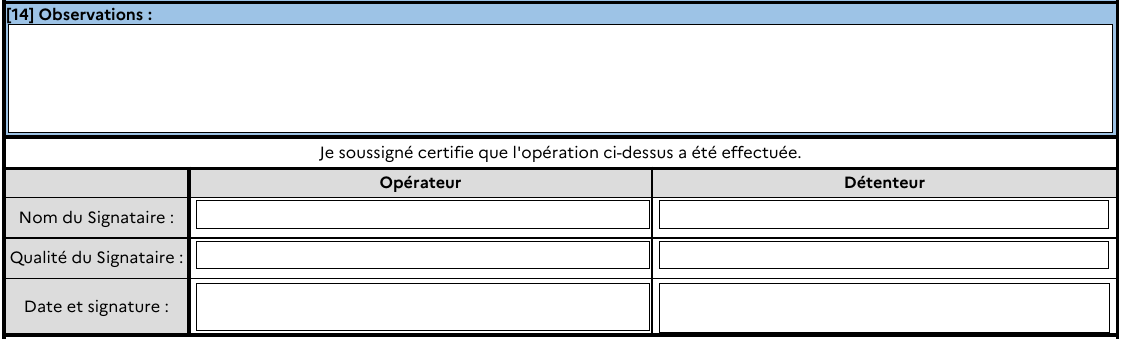 [14] Observations :
Je soussigné certifie que l'opération ci-dessus a été effectuée.
Opérateur Détenteur
Nom du Signataire :
Qualité du Signataire :
Date et signature :